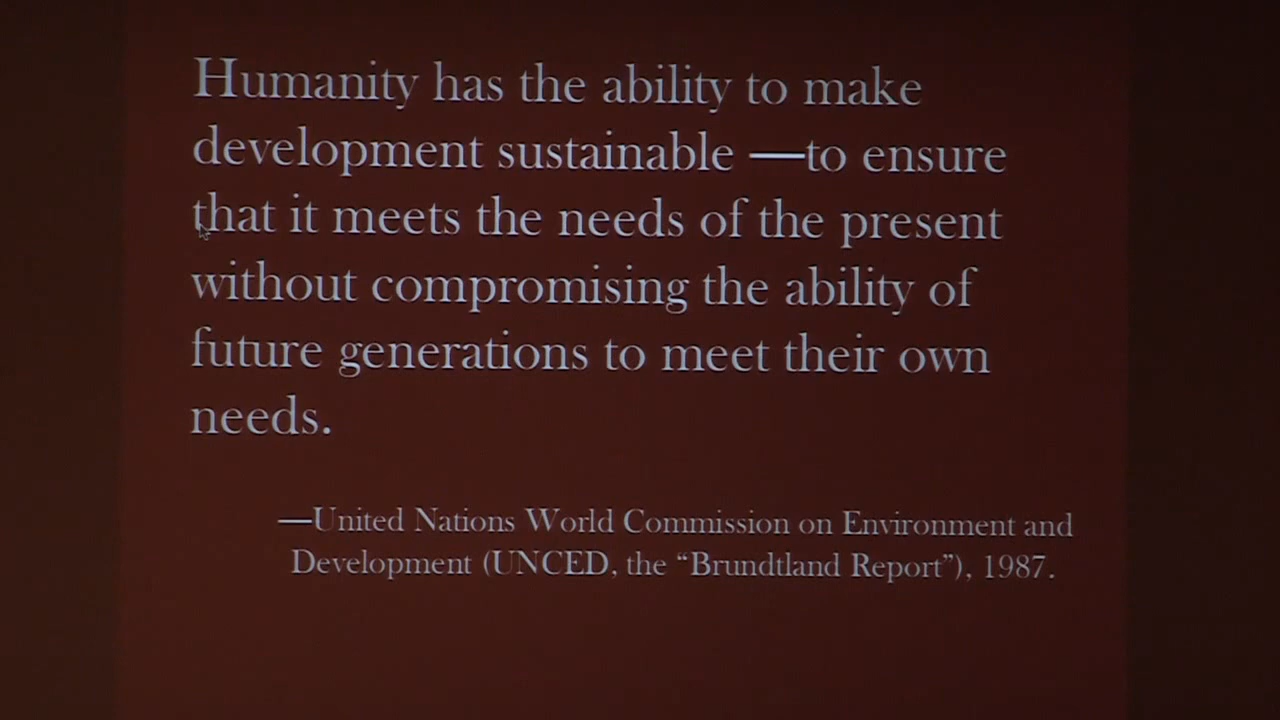 Humanity has the ability to make
development sustainable —to ensure
that it meets the needs of the present
without compromising the ability of
future generations to meet their own
needs.
—United Nations World Commission on Environment and
Development (UNCED, the “Brundtland Report”), 1987.